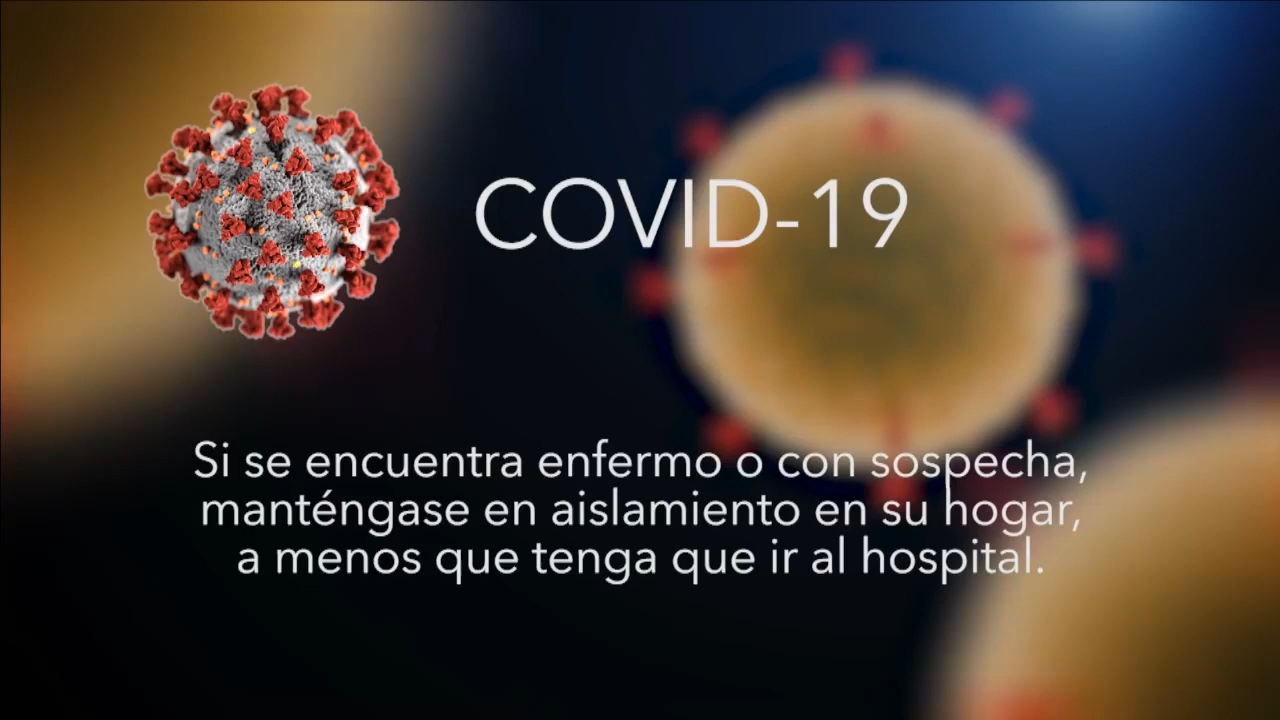 COVID-19
Si se encuentra enfermo o con sospecha,
manténgase en aislamiento en su hogar,
a menos que tenga que ir al hospital.